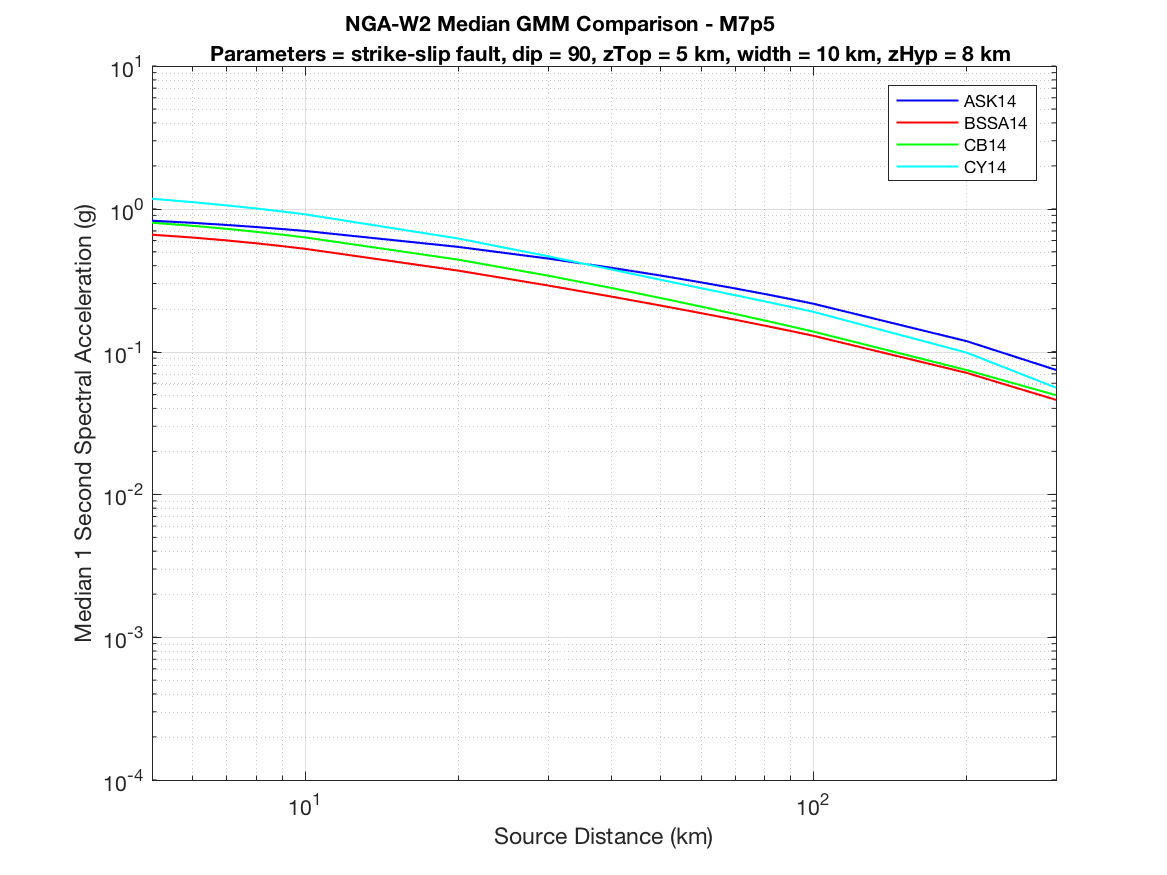 NGA-W2 Median GMM Comparison - M7p5
Parameters = strike-slip fault, dip = 90, zTop = 5 km, width = 10 km, zHyp = 8 km
10^1
10^0
10^-1
10^-2
10^-3
10^-4
Median 1 Second Spectral Acceleration (g)
ASK14
BSSA14
CB14
CY14
10^1
10^2
Source Distance (km)